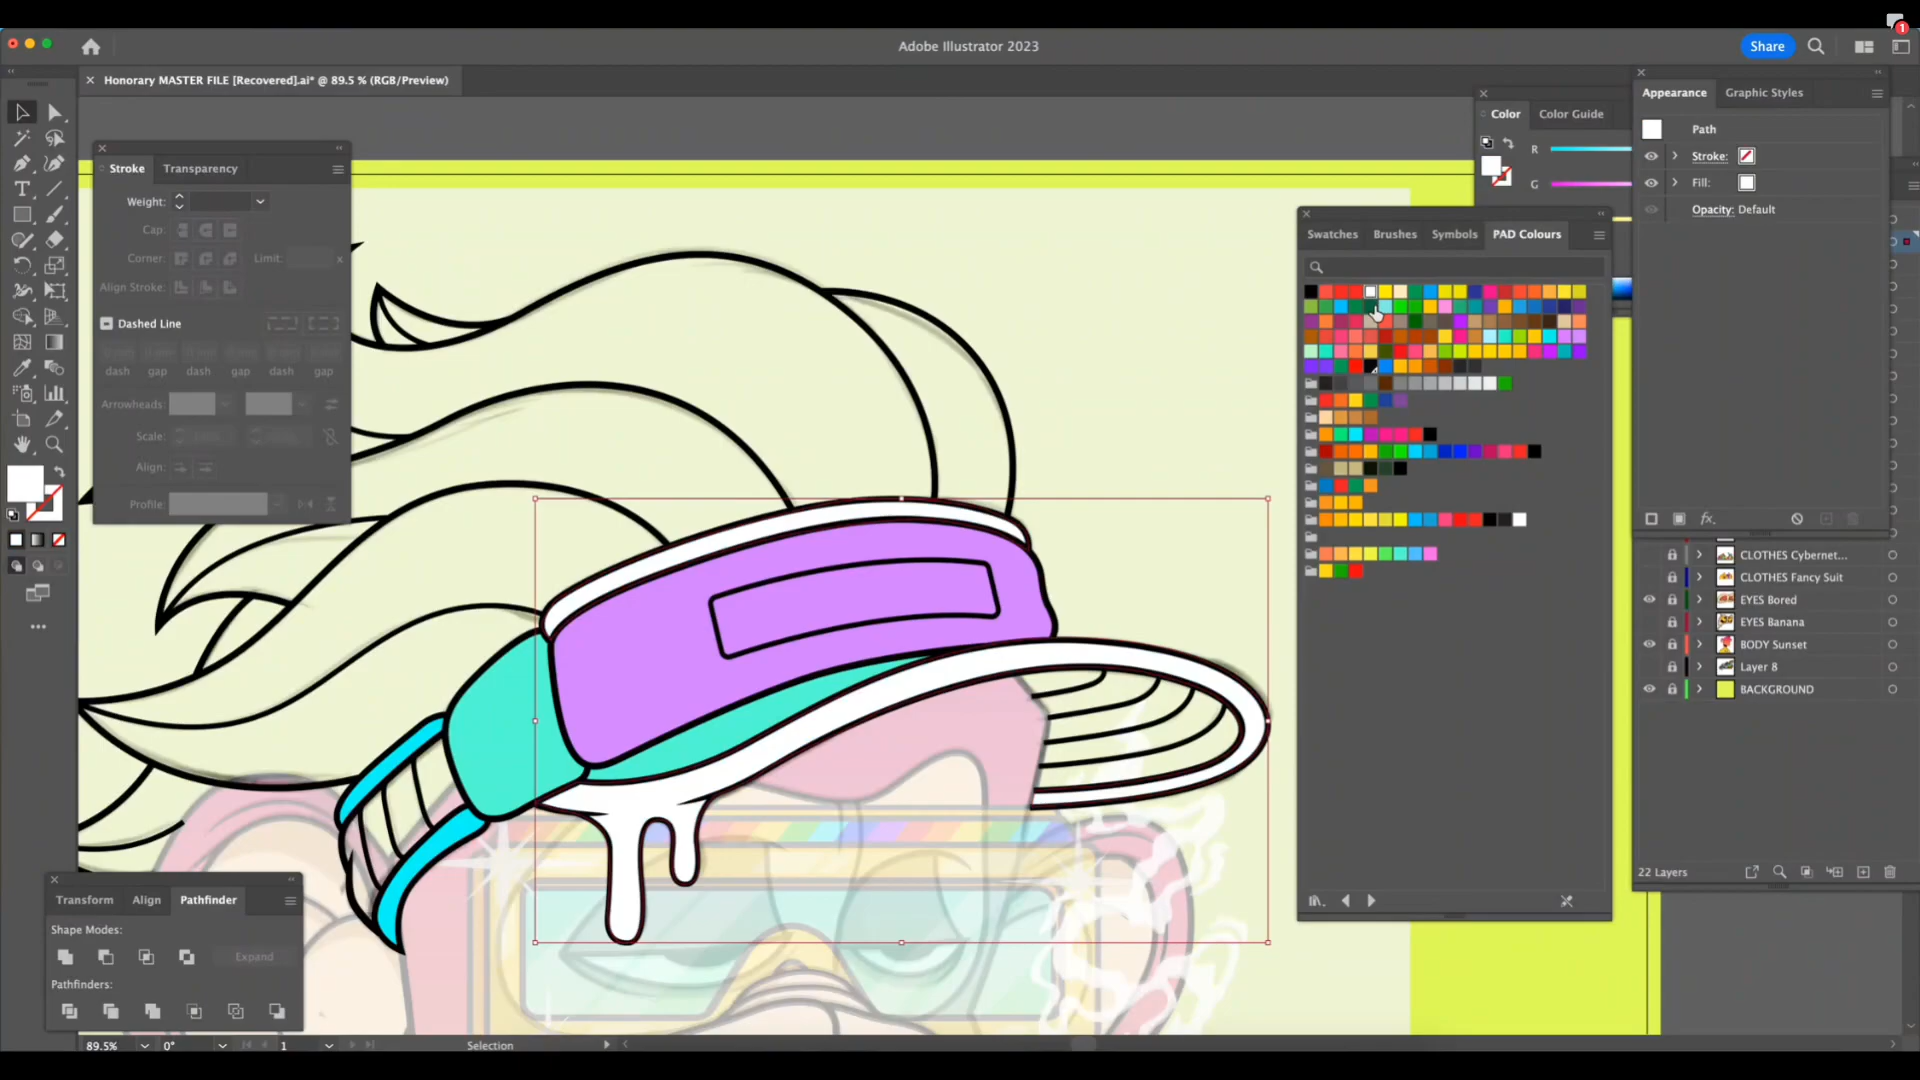 1
Adobe Illustrator 2023
Share
Honorary MASTER FILE [Recovered].ai* @ 89.5 % (RGB/Preview)
Stroke
Transparency
Weight:
Cap:
Corner:
Limit:
x
Align Stroke:
Dashed Line
dash
gap
dash
gap
dash
gap
Arrowheads:
Scale:
Align:
Profile:
Color
Color Guide
R
G
Appearance
Graphic Styles
Path
Stroke:
Fill:
Opacity: Default
fx.
Swatches
Brushes
Symbols
PAD Colours
CLOTHES Cybernet...
CLOTHES Fancy Suit
EYES Bored
EYES Banana
BODY Sunset
Layer 8
BACKGROUND
22 Layers
Transform
Align
Pathfinder
Shape Modes:
Expand
Pathfinders:
89.5%
0°
1
Selection